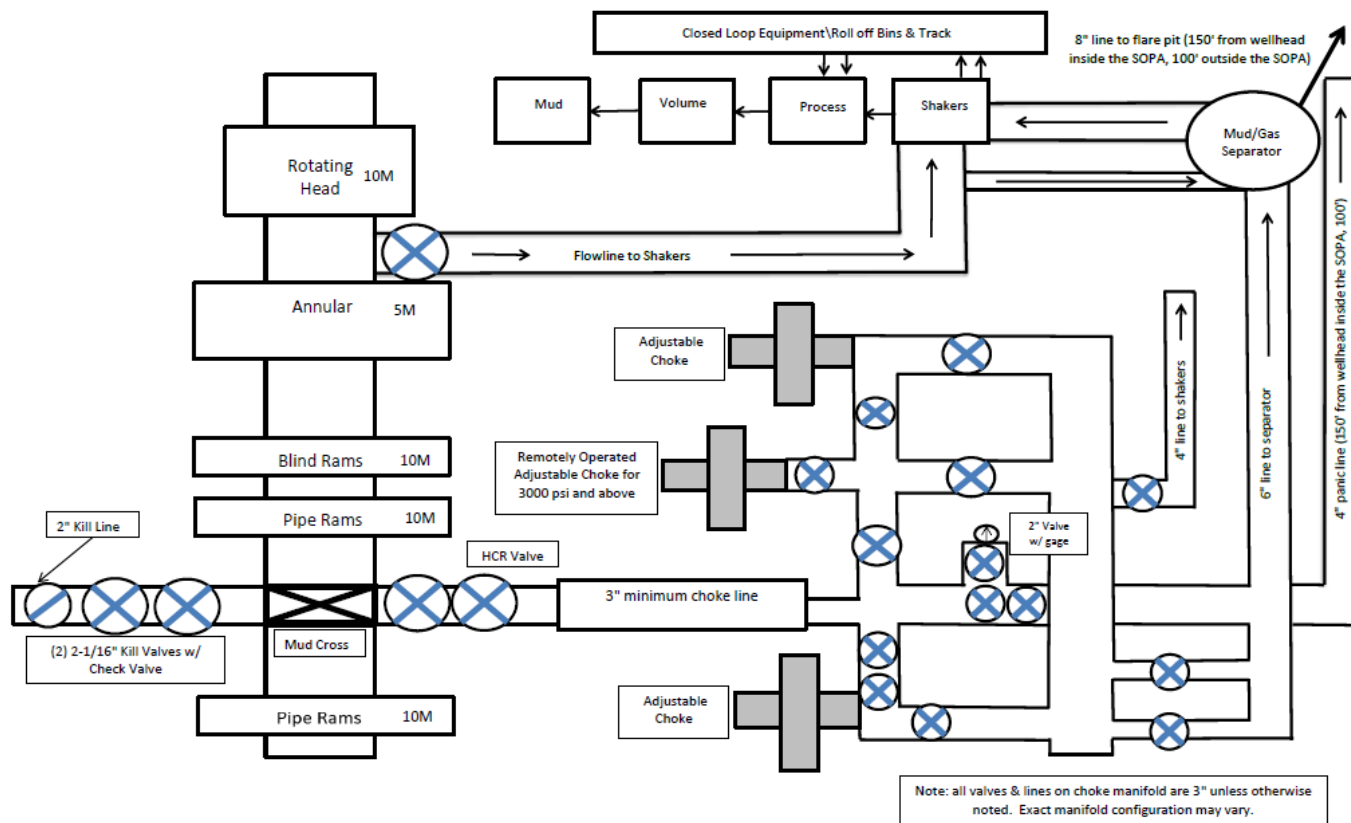 Closed Loop Equipment\Roll off Bins & Track
8" line to flare pit (150' from wellhead
inside the SOPA, 100' outside the SOPA)
Mud
Volume
Process
Shakers
Mud/Gas
Separator
Rotating
Head
10M
Flowline to Shakers
Annular
5M
Adjustable
Choke
Blind Rams
10M
Remotely Operated
Adjustable Choke for
3000 psi and above
Pipe Rams
10M
2" Kill Line
HCR Valve
2" Valve
w/ gage
4" line to shakers
6" line to separator
4" panic line (150' from wellhead inside the SOPA, 100')
3" minimum choke line
(2) 2-1/16" Kill Valves w/
Check Valve
Mud Cross
Pipe Rams
10M
Adjustable
Choke
Note: all valves & lines on choke manifold are 3" unless otherwise
noted.  Exact manifold configuration may vary.